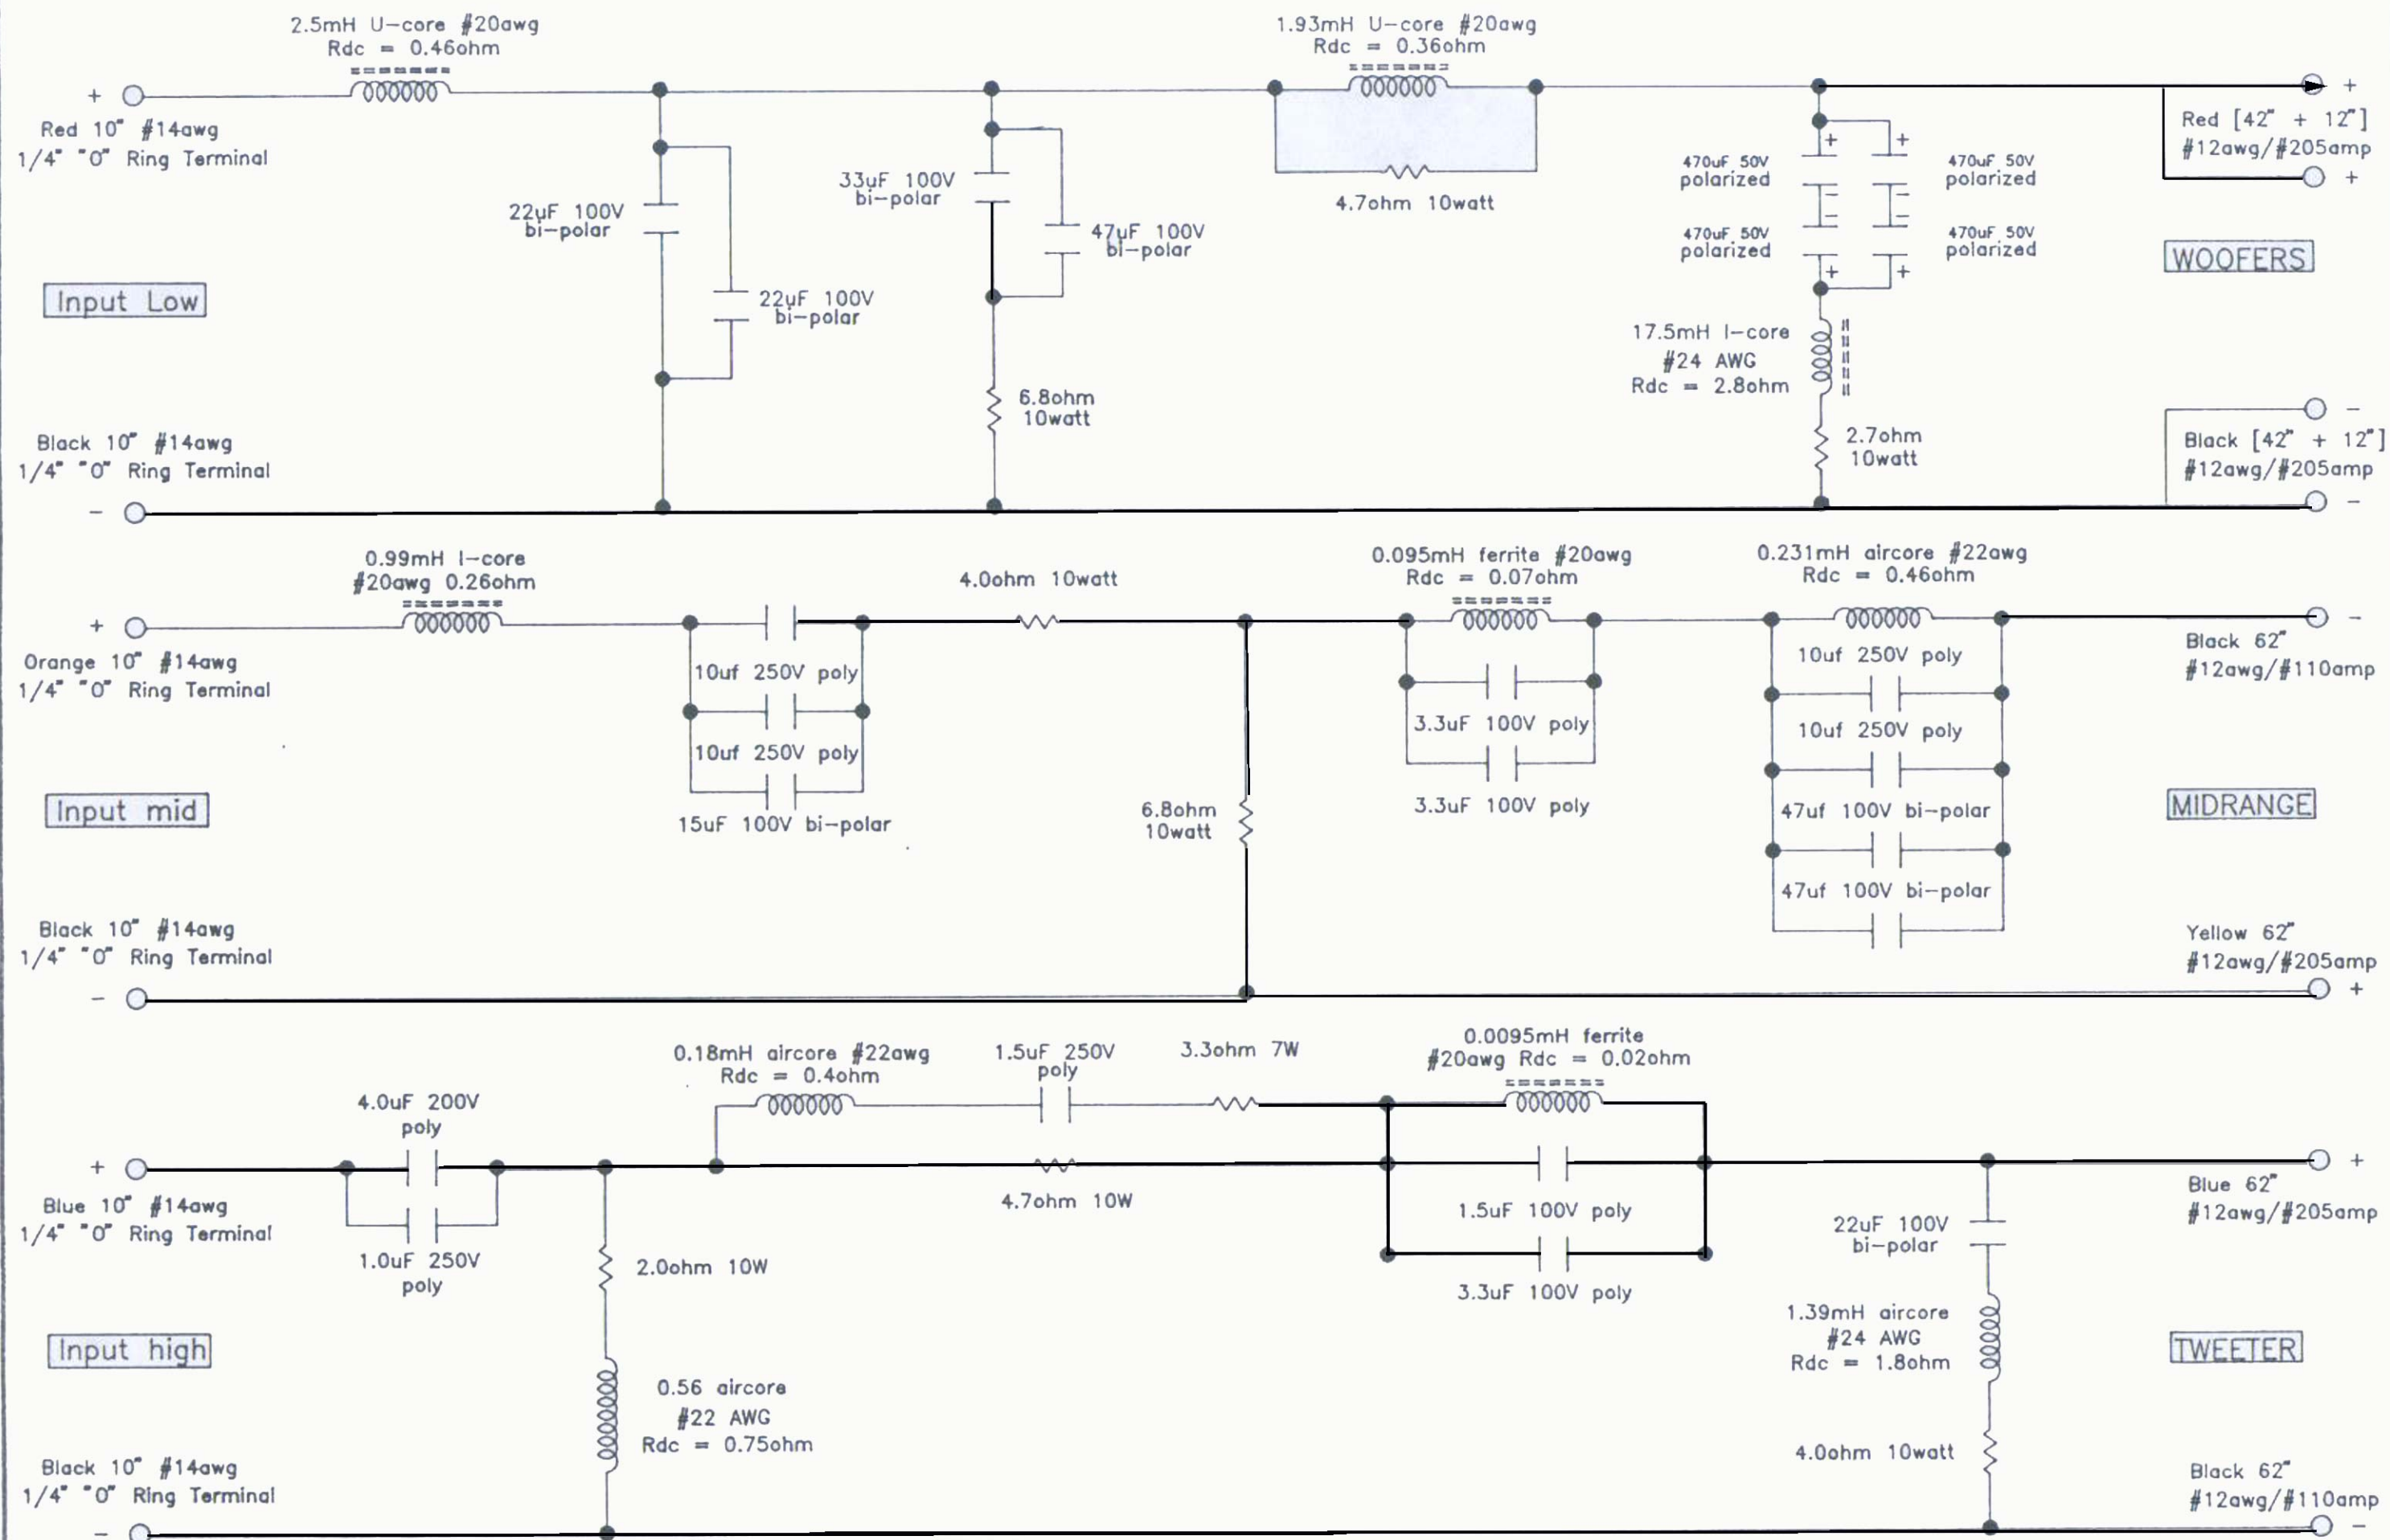 2.5mH U-core #20awg
Rdc = 0.46ohm
1.93mH U-core #20awg
Rdc = 0.36ohm
+
+
Red 10" #14awg
1/4" "O" Ring Terminal
Red [42" + 12"]
#12awg/#205amp
+
22µF 100V
bi-polar
33µF 100V
bi-polar
47µF 100V
bi-polar
4.7ohm 10watt
+
+
470uF 50V
polarized
470uF 50V
polarized
-
-
-
-
470uF 50V
polarized
470uF 50V
polarized
+
+
WOOFERS
Input Low
22µF 100V
bi-polar
17.5mH I-core
#24 AWG
Rdc = 2.8ohm
6.8ohm
10watt
2.7ohm
10watt
-
Black 10" #14awg
1/4" "O" Ring Terminal
Black [42" + 12"]
#12awg/#205amp
-
-
0.99mH I-core
#20awg 0.26ohm
4.0ohm 10watt
0.095mH ferrite #20awg
Rdc = 0.07ohm
0.231mH aircore #22awg
Rdc = 0.46ohm
+
-
Orange 10" #14awg
1/4" "O" Ring Terminal
Black 62"
#12awg/#110amp
10uf 250V poly
10uf 250V poly
15uF 100V bi-polar
3.3uF 100V poly
3.3uF 100V poly
10uf 250V poly
10uf 250V poly
47uf 100V bi-polar
47uf 100V bi-polar
6.8ohm
10watt
Input mid
MIDRANGE
Black 10" #14awg
1/4" "O" Ring Terminal
Yellow 62"
#12awg/#205amp
-
+
0.18mH aircore #22awg
Rdc = 0.4ohm
1.5uF 250V
poly
3.3ohm 7W
0.0095mH ferrite
#20awg Rdc = 0.02ohm
4.0uF 200V
poly
+
+
Blue 10" #14awg
1/4" "O" Ring Terminal
Blue 62"
#12awg/#205amp
1.0uF 250V
poly
4.7ohm 10W
1.5uF 100V poly
3.3uF 100V poly
22uF 100V
bi-polar
2.0ohm 10W
1.39mH aircore
#24 AWG
Rdc = 1.8ohm
Input high
TWEETER
0.56 aircore
#22 AWG
Rdc = 0.75ohm
4.0ohm 10watt
Black 10" #14awg
1/4" "O" Ring Terminal
Black 62"
#12awg/#110amp
-
-